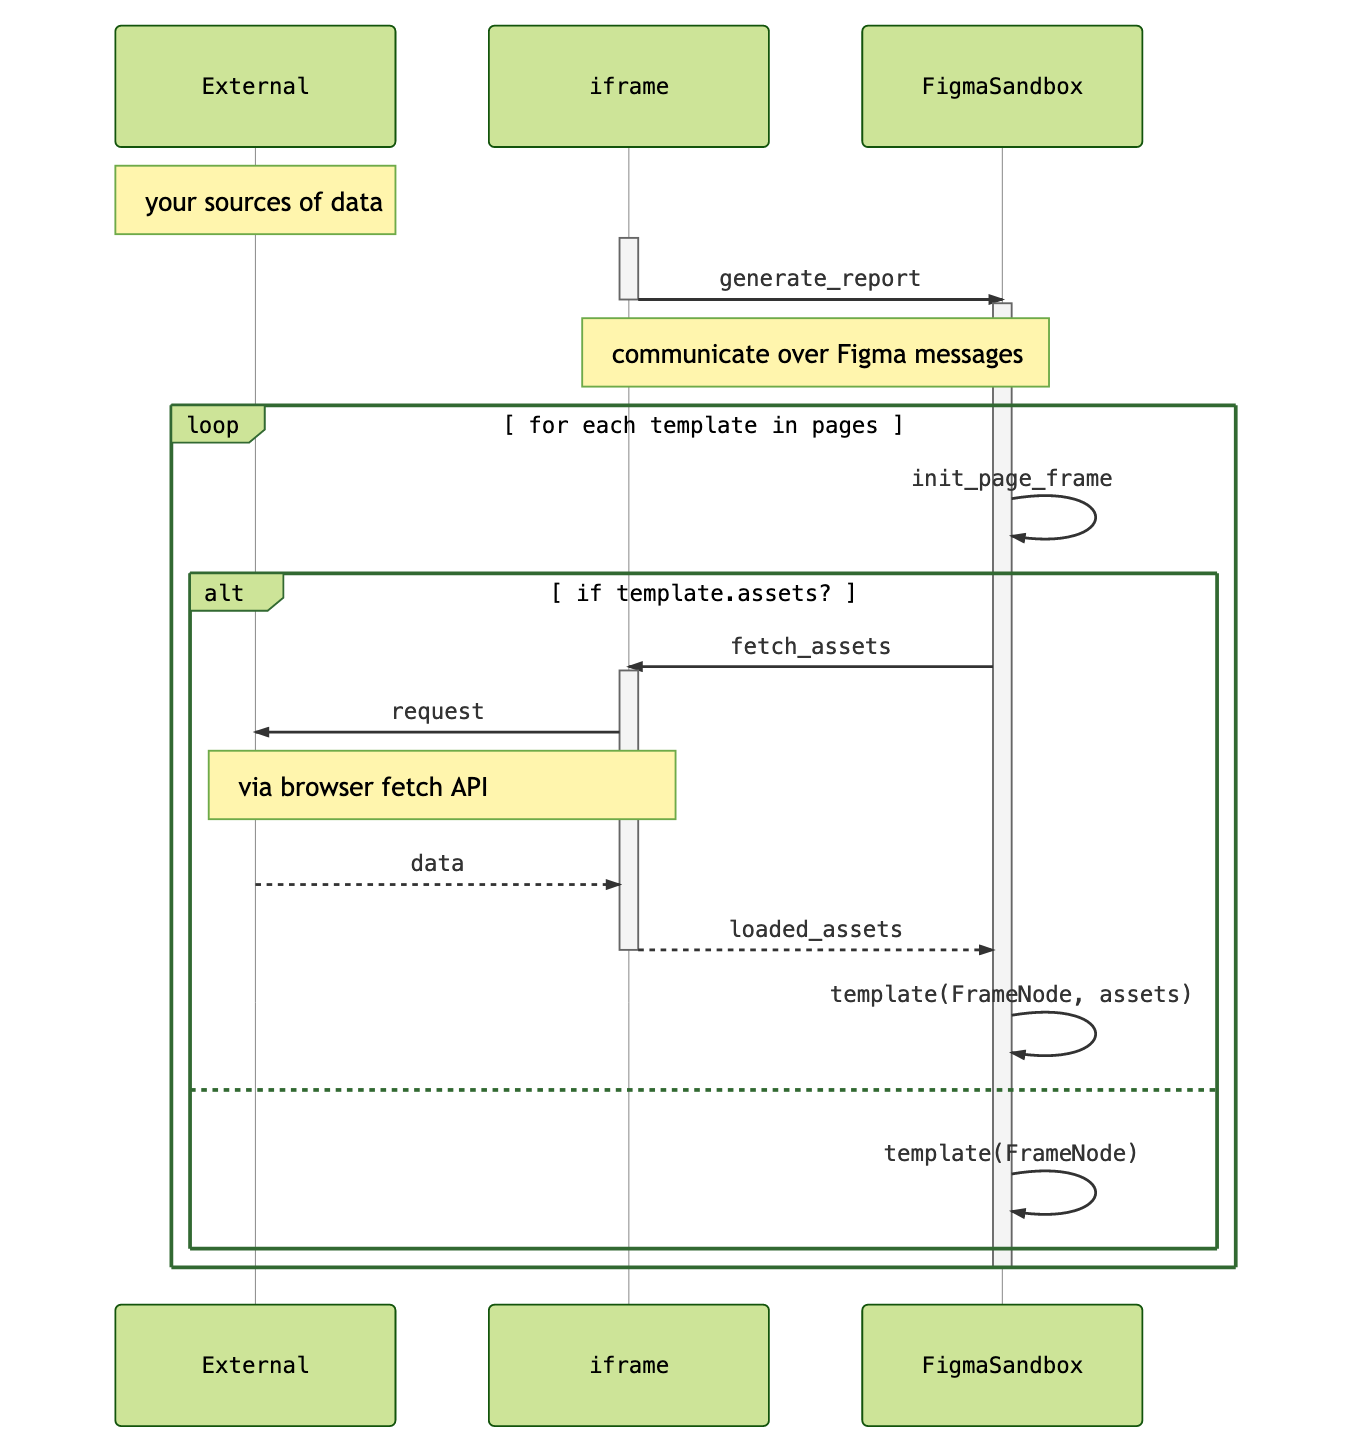 External
iframe
FigmaSandbox
your sources of data
generate_report
communicate over Figma messages
loop
[ for each template in pages ]
init_page_frame
alt
[ if template.assets? ]
fetch_assets
request
via browser fetch API
data
loaded_assets
template(FrameNode, assets)
template(FrameNode)
External
iframe
FigmaSandbox